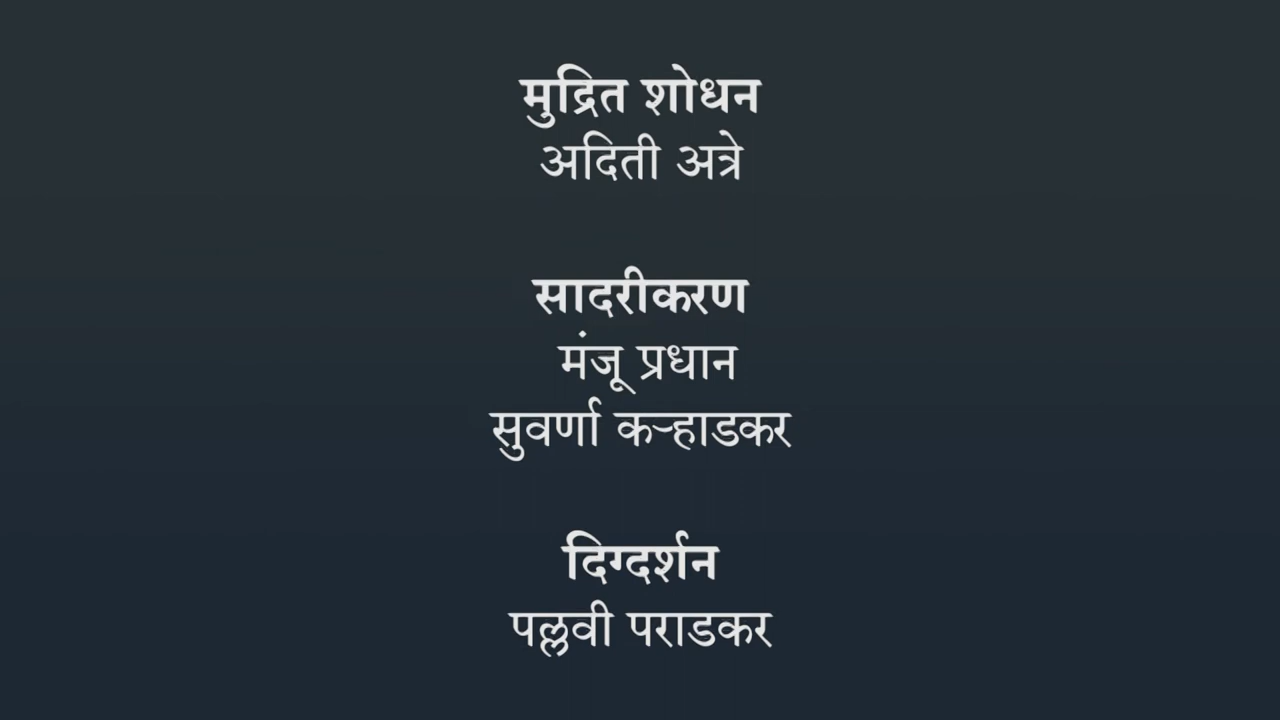 मुद्रित शोधन
अदिती अत्रे
सादरीकरण
मंजू प्रधान
सुवर्णा कऱ्हाडकर
दिग्दर्शन
पल्लवी पराडकर